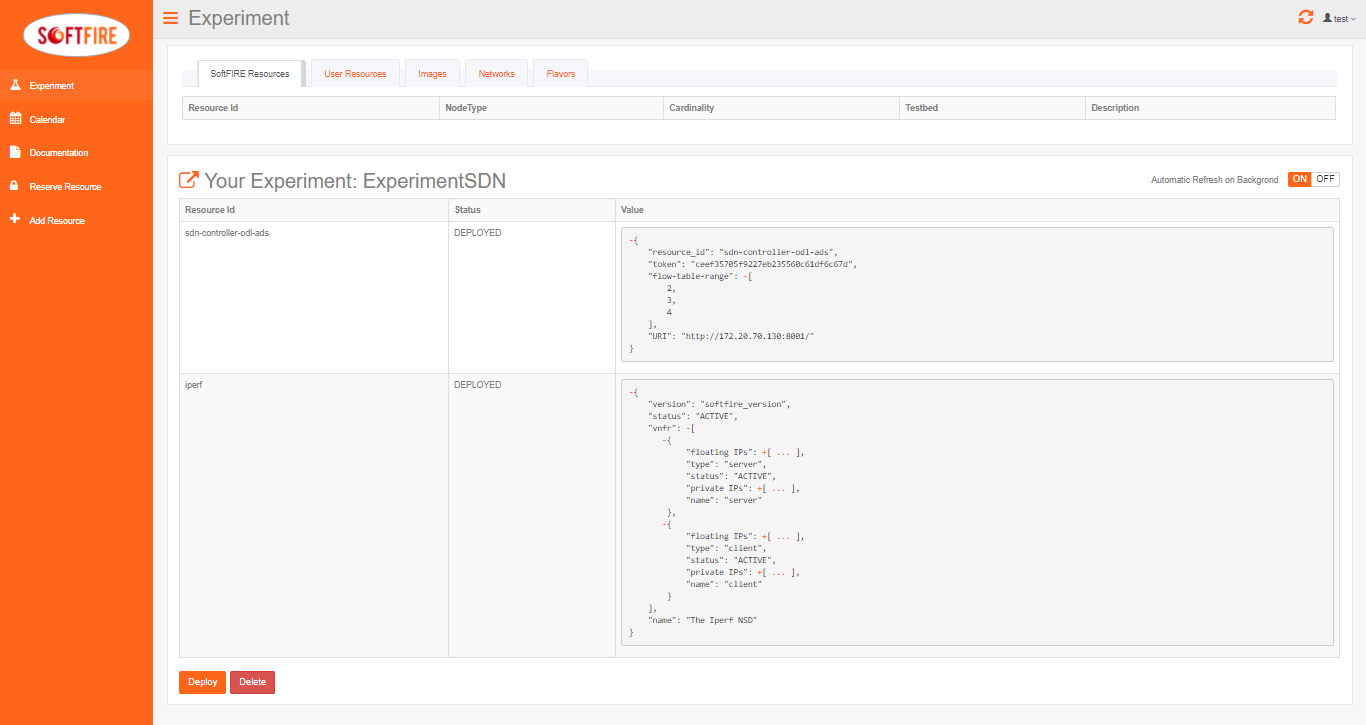 SOFTFIRE
Experiment
test
Experiment
Calendar
Documentation
Reserve Resource
Add Resource
SoftFIRE Resources User Resources Images Networks Flavors
Resource Id NodeType Cardinality Testbed Description
Your Experiment: ExperimentSDN
Automatic Refresh on Backgrond ON OFF
Resource Id Status Value
sdn-controller-odl-ads DEPLOYED
-{
"resource_id": "sdn-controller-odl-ads",
"token": "ceef35705f9227eb235560c61df6c67d",
"flow-table-range": -[
2,
3,
4
],
"URI": "http://172.20.70.130:8001/"
}
iperf DEPLOYED
-{
"version": "softfire_version",
"status": "ACTIVE",
"vnfr": -[
-{
"floating IPs": +[ ... ],
"type": "server",
"status": "ACTIVE",
"private IPs": +[ ... ],
"name": "server"
},
-{
"floating IPs": +[ ... ],
"type": "client",
"status": "ACTIVE",
"private IPs": +[ ... ],
"name": "client"
}
],
"name": "The Iperf NSD"
}
Deploy Delete